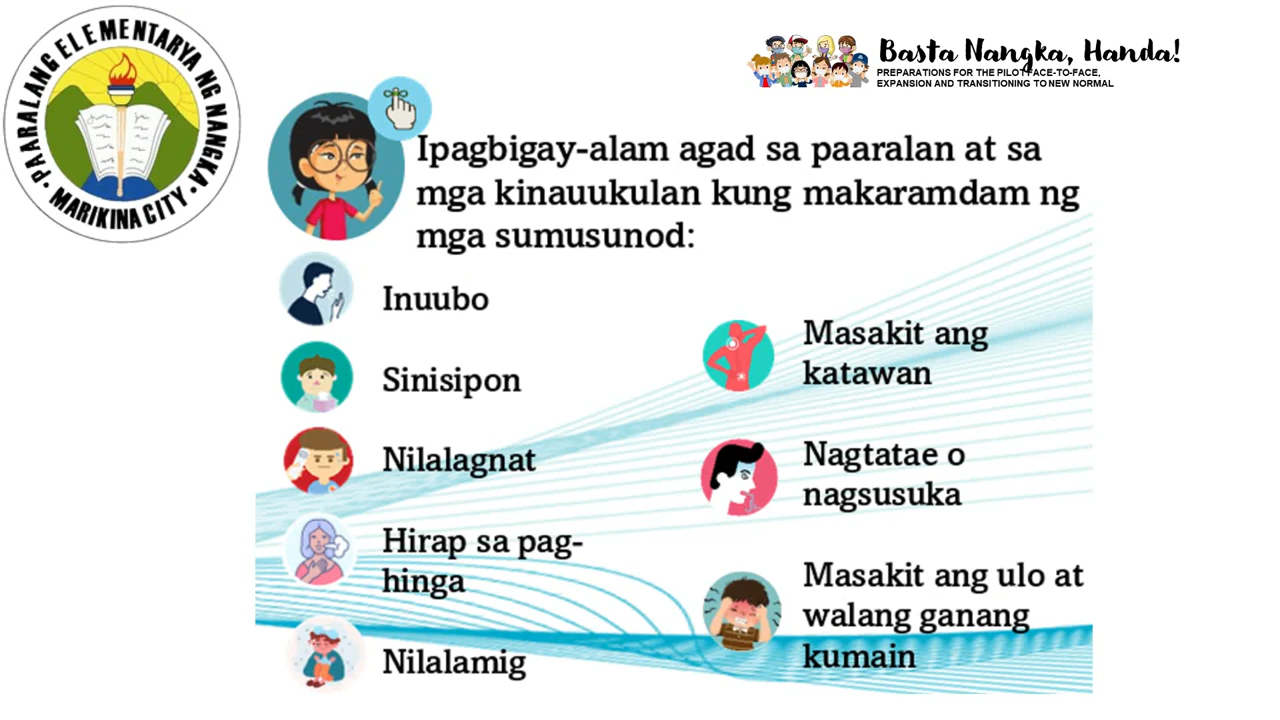 PAARALANG ELEMENTARYA NG NANGKA
• MARIKINA CITY •
Basta Nangka, Handa!
PREPARATIONS FOR THE PILOT FACE-TO-FACE,
EXPANSION AND TRANSITIONING TO NEW NORMAL
Ipagbigay-alam agad sa paaralan at sa
mga kinauukulan kung makaramdam ng
mga sumusunod:
Inuubo
Sinisipon
Nilalagnat
Hirap sa pag-
hinga
Nilalamig
Masakit ang
katawan
Nagtatae o
nagsusuka
Masakit ang ulo at
walang ganang
kumain